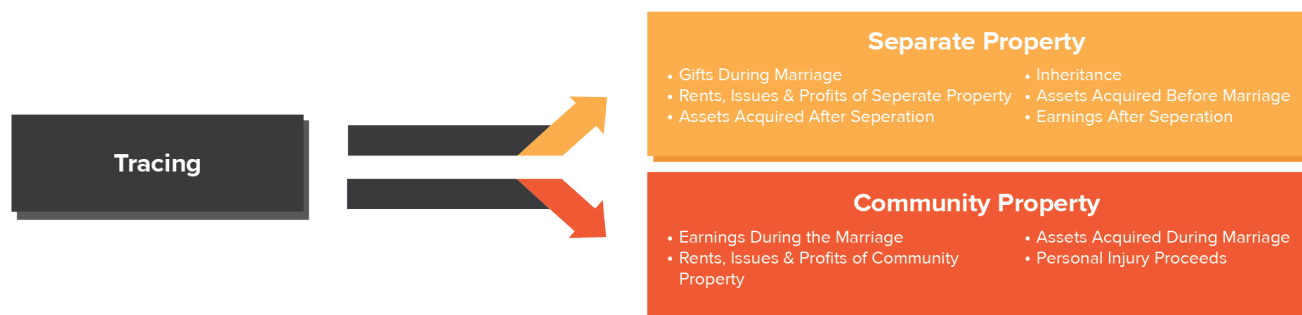 Tracing
Separate Property
• Gifts During Marriage
• Rents, Issues & Profits of Seperate Property
• Assets Acquired After Seperation
• Inheritance
• Assets Acquired Before Marriage
• Earnings After Seperation
Community Property
• Earnings During the Marriage
• Rents, Issues & Profits of Community
Property
• Assets Acquired During Marriage
• Personal Injury Proceeds